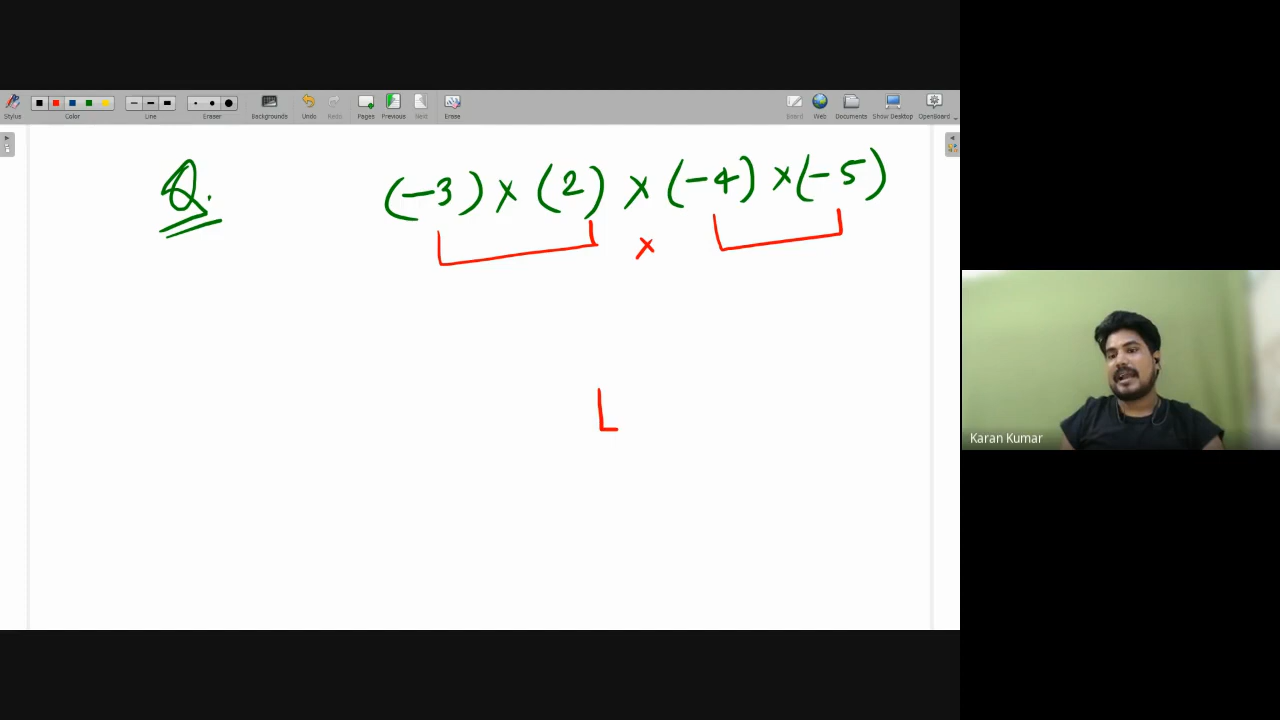 Stylus Color Line Eraser Backgrounds Undo Redo Pages Previous Next Erase Board Web Documents Show Desktop OpenBoard
Q. (-3) × (2) × (-4) × (-5)
×
Karan Kumar